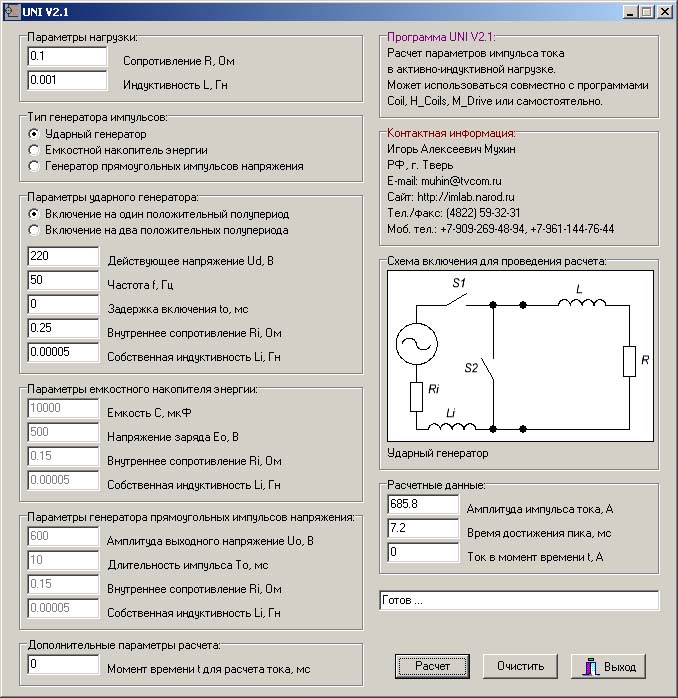 UNI V2.1
Параметры нагрузки:
0.1 Сопротивление R, Ом
0.001 Индуктивность L, Гн
Тип генератора импульсов:
Ударный генератор
Емкостной накопитель энергии
Генератор прямоугольных импульсов напряжения
Параметры ударного генератора:
Включение на один положительный полупериод
Включение на два положительных полупериода
220 Действующее напряжение Ud, В
50 Частота f, Гц
0 Задержка включения to, мс
0.25 Внутреннее сопротивление Ri, Ом
0.00005 Собственная индуктивность Li, Гн
Параметры емкостного накопителя энергии:
10000 Емкость С, мкФ
500 Напряжение заряда Eo, В
0.15 Внутреннее сопротивление Ri, Ом
0.00005 Собственная индуктивность Li, Гн
Параметры генератора прямоугольных импульсов напряжения:
600 Амплитуда выходного напряжения Uo, В
10 Длительность импульса To, мс
0.15 Внутреннее сопротивление Ri, Ом
0.00005 Собственная индуктивность Li, Гн
Дополнительные параметры расчета:
0 Момент времени t для расчета тока, мс
Программа UNI V2.1:
Расчет параметров импульса тока
в активно-индуктивной нагрузке.
Может использоваться совместно с программами
Coil, H_Coils, M_Drive или самостоятельно.
Контактная информация:
Игорь Алексеевич Мухин
РФ, г. Тверь
E-mail: muhin@tvcom.ru
Сайт: http://imlab.narod.ru
Тел./Факс: (4822) 59-32-31
Моб. тел.: +7-909-269-48-94, +7-961-144-76-44
Схема включения для проведения расчета:
S1
L
S2
R
Ri
Li
Ударный генератор
Расчетные данные:
685.8 Амплитуда импульса тока, А
7.2 Время достижения пика, мс
0 Ток в момент времени t, А
Готов ...
Расчет Очистить Выход